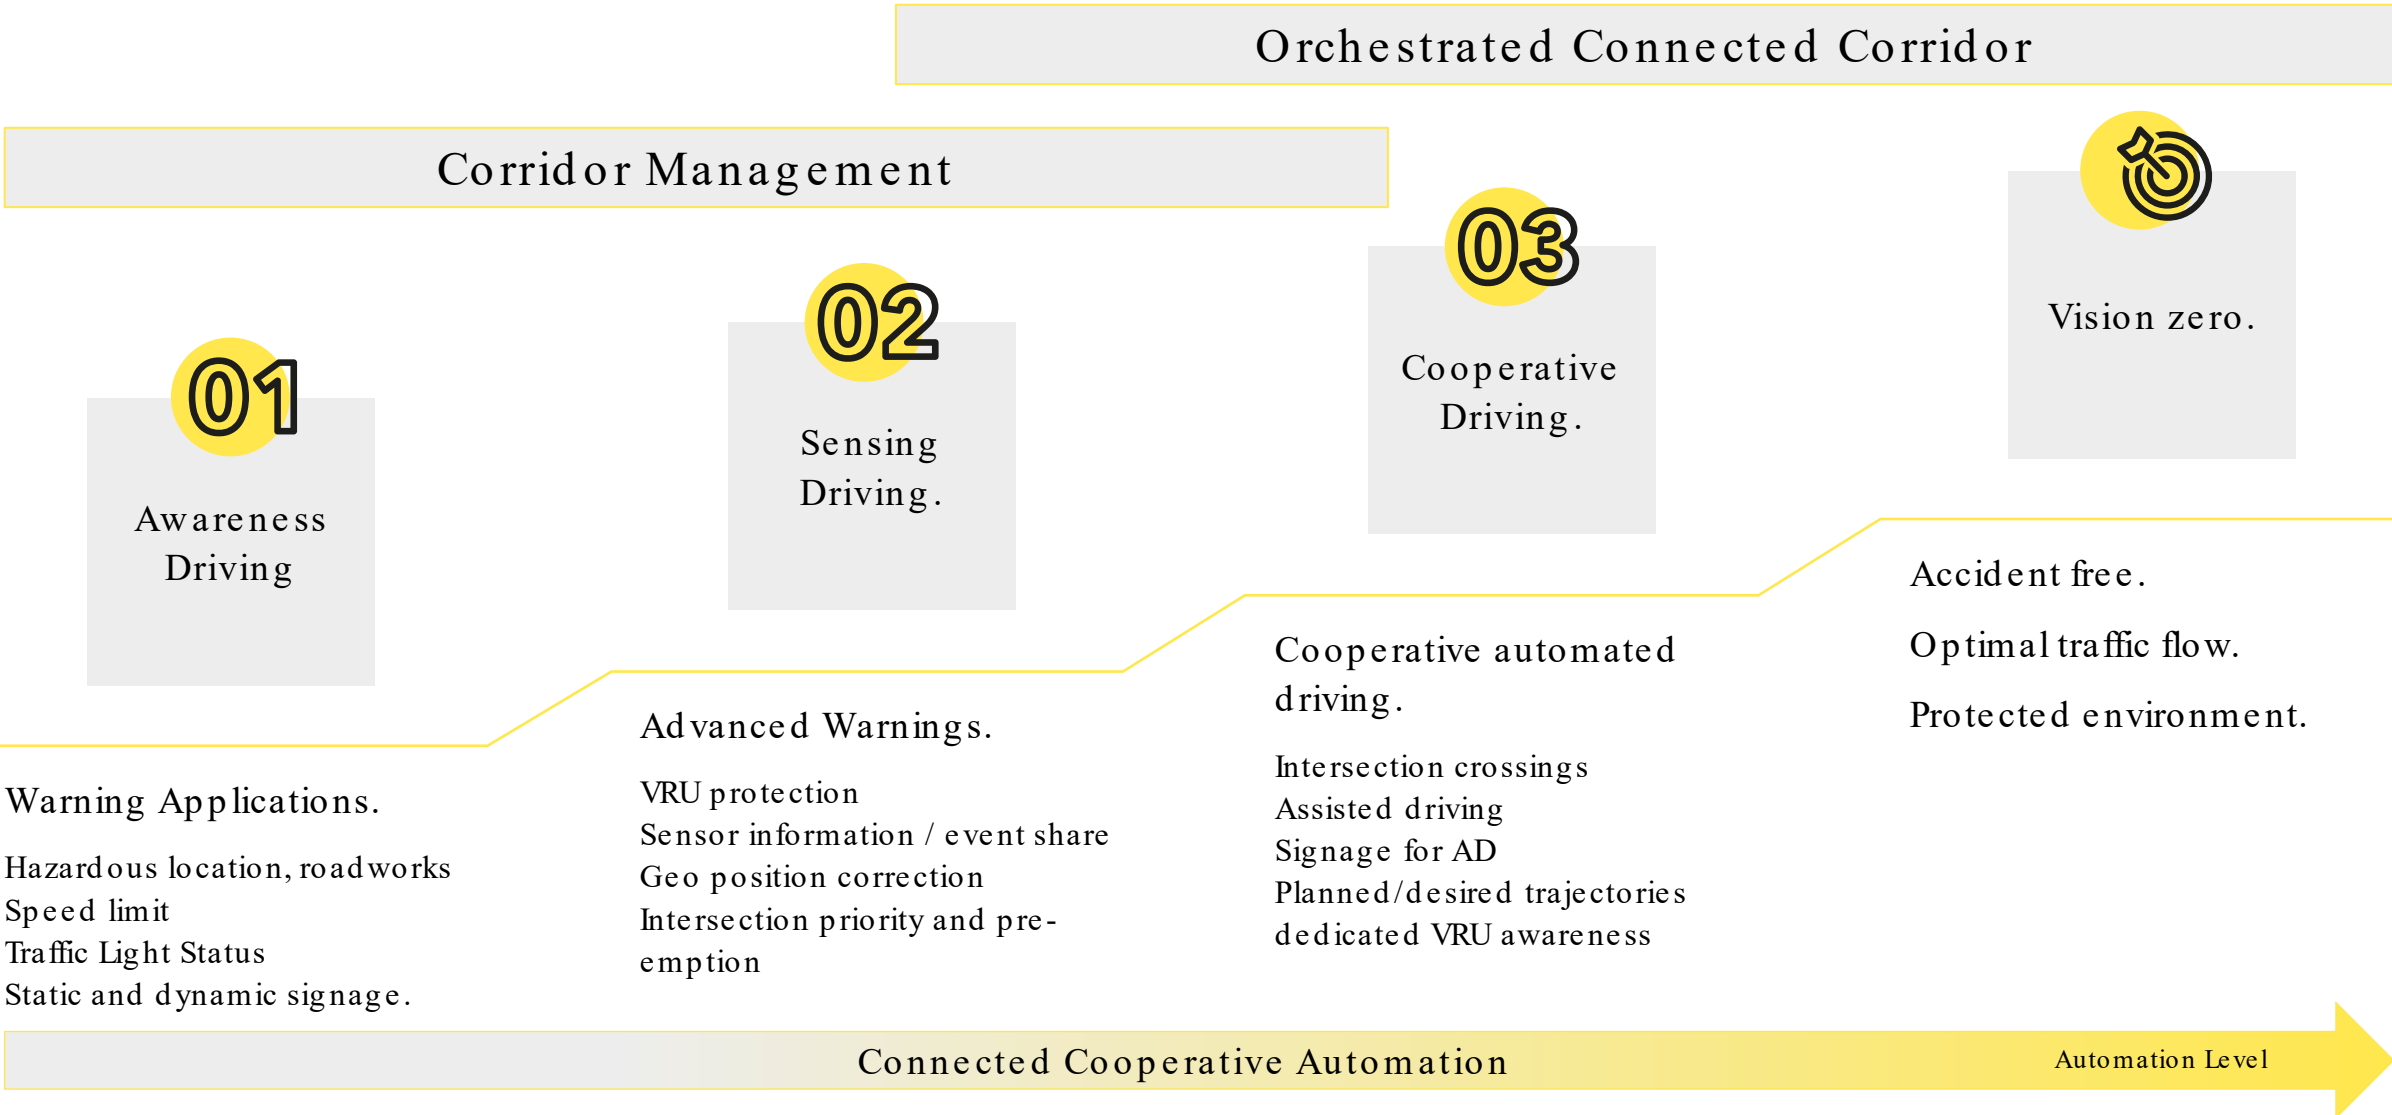 Orchestrated Connected Corridor
Corridor Management
01
Awareness
Driving
02
Sensing
Driving.
03
Cooperative
Driving.
Vision zero.
Warning Applications.
Hazardous location, roadworks
Speed limit
Traffic Light Status
Static and dynamic signage.
Advanced Warnings.
VRU protection
Sensor information / event share
Geo position correction
Intersection priority and pre-
emption
Cooperative automated
driving.
Intersection crossings
Assisted driving
Signage for AD
Planned/desired trajectories
dedicated VRU awareness
Accident free.
Optimal traffic flow.
Protected environment.
Connected Cooperative Automation
Automation Level